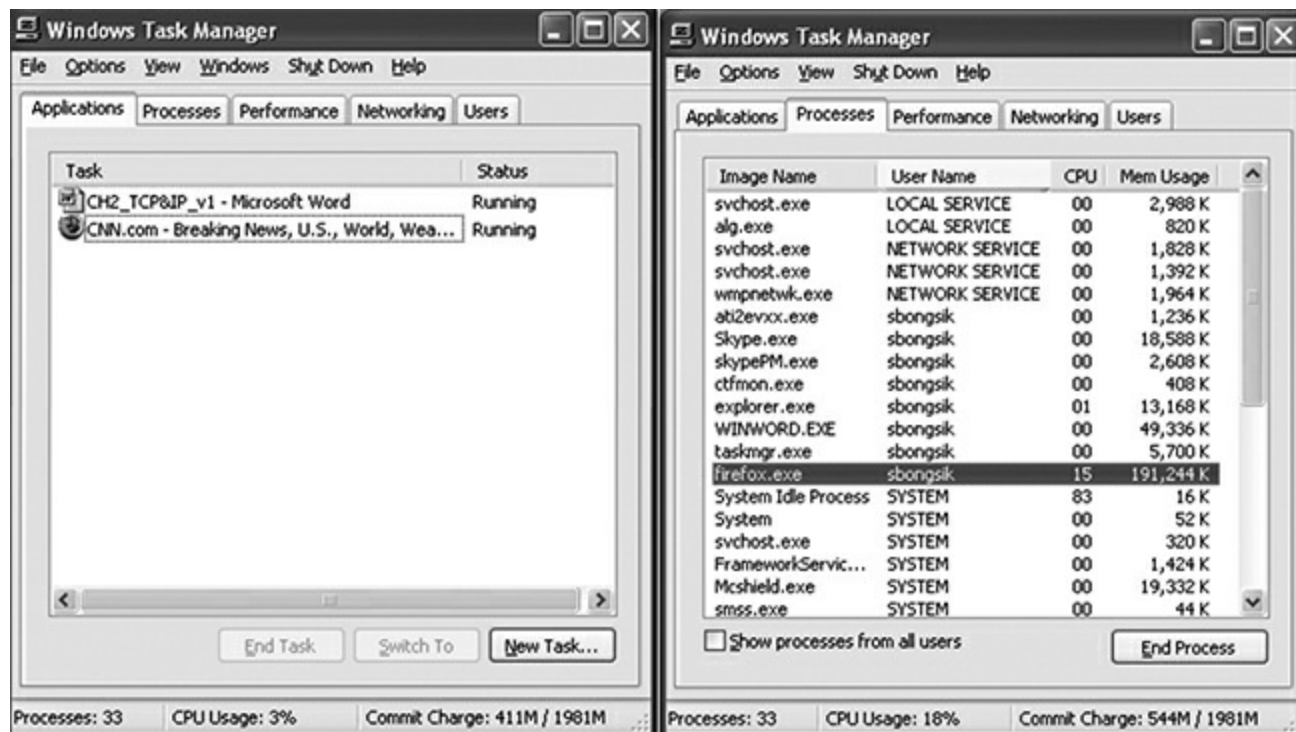 Windows Task Manager
File Options View Windows Shut Down Help
Applications Processes Performance Networking Users
Task Status
CH2_TCP&IP_v1 - Microsoft Word Running
CNN.com - Breaking News, U.S., World, Wea... Running
End Task Switch To New Task...
Processes: 33 CPU Usage: 3% Commit Charge: 411M / 1981M
Windows Task Manager
File Options View Shut Down Help
Applications Processes Performance Networking Users
Image Name User Name CPU Mem Usage
svchost.exe LOCAL SERVICE 00 2,988 K
alg.exe LOCAL SERVICE 00 820 K
svchost.exe NETWORK SERVICE 00 1,828 K
svchost.exe NETWORK SERVICE 00 1,392 K
wmpnetwk.exe NETWORK SERVICE 00 1,964 K
ati2evxx.exe sbongsik 00 1,236 K
Skype.exe sbongsik 00 18,588 K
skypePM.exe sbongsik 00 2,608 K
ctfmon.exe sbongsik 00 408 K
explorer.exe sbongsik 01 13,168 K
WINWORD.EXE sbongsik 00 49,336 K
taskmgr.exe sbongsik 00 5,700 K
firefox.exe sbongsik 15 191,244 K
System Idle Process SYSTEM 83 16 K
System SYSTEM 00 52 K
svchost.exe SYSTEM 00 320 K
FrameworkServic... SYSTEM 00 1,424 K
Mcshield.exe SYSTEM 00 19,332 K
smss.exe SYSTEM 00 44 K
Show processes from all users End Process
Processes: 33 CPU Usage: 18% Commit Charge: 544M / 1981M